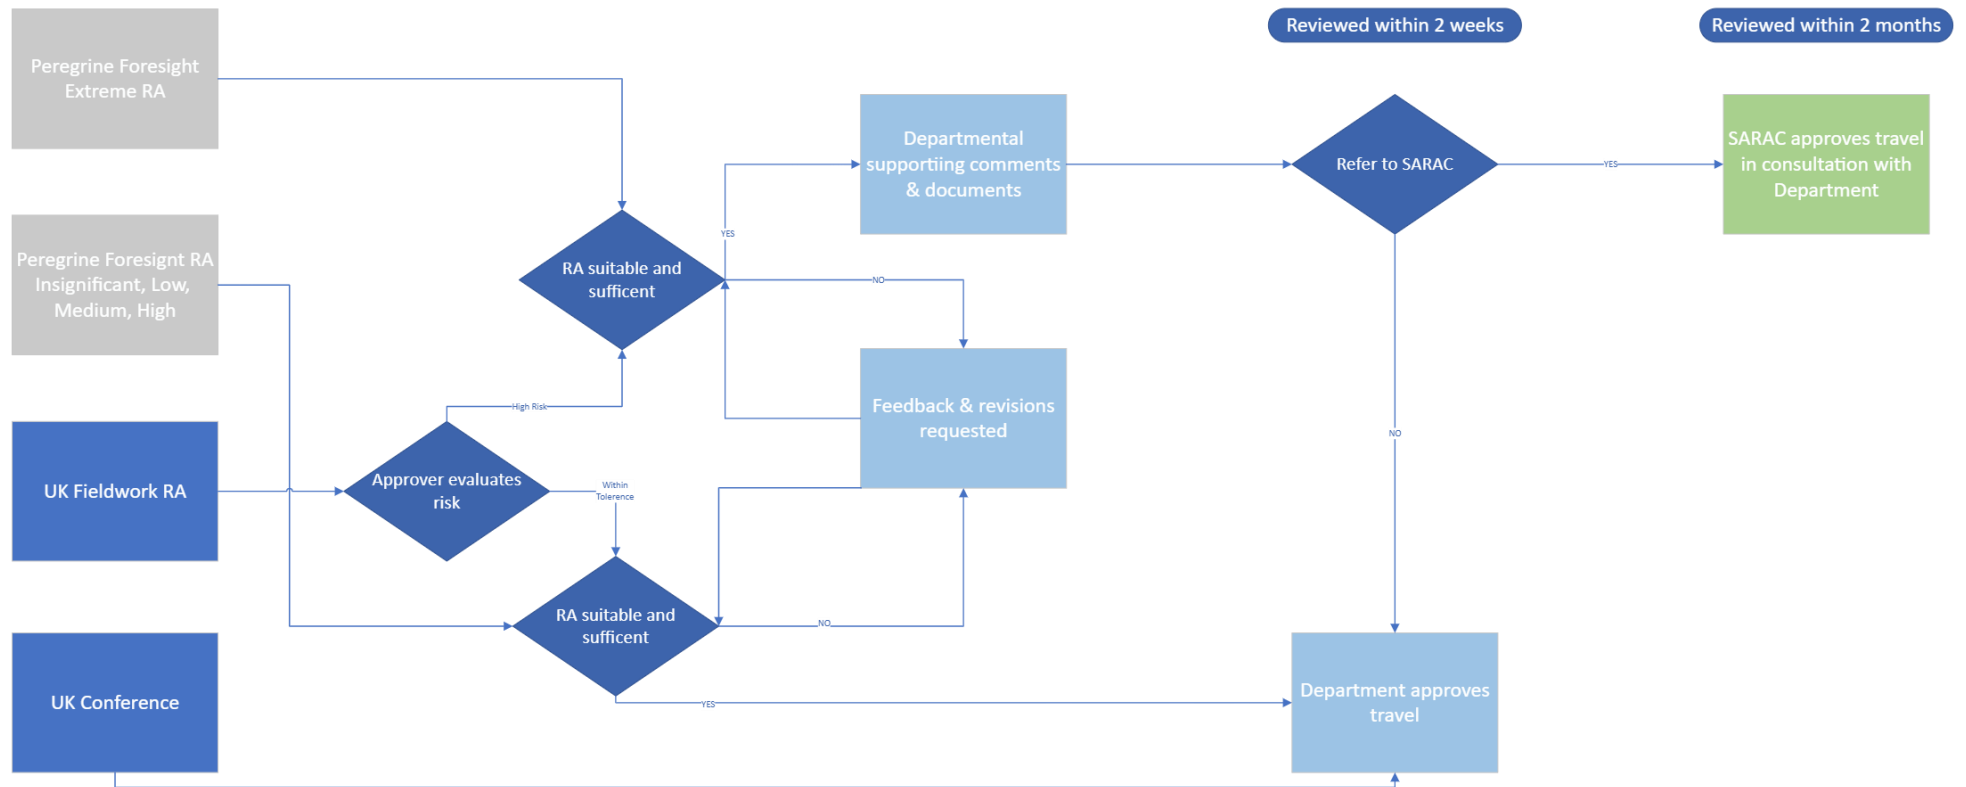 Peregrine Foresight
Extreme RA
Reviewed within 2 weeks
Reviewed within 2 months
Departmental
supportiing comments
& documents
Refer to SARAC
YES
SARAC approves travel
in consultation with
Department
Peregrine Foresignt RA
Insignificant, Low,
Medium, High
YES
RA suitable and
sufficent
NO
Feedback & revisions
requested
High Risk
NO
UK Fieldwork RA
Approver evaluates
risk
Within
Tolerence
RA suitable and
sufficent
NO
UK Conference
YES
Department approves
travel